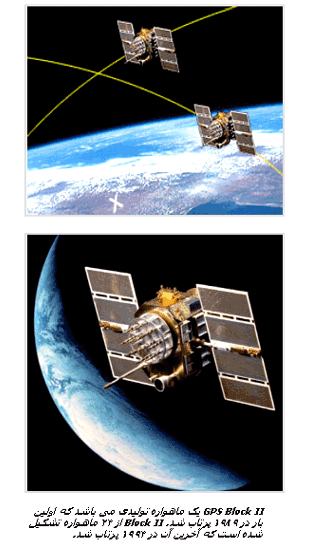 GPS Block II یک ماهواره تولیدی می باشد که اولین
بار در ۱۹۸۹ پرتاب شد. Block II از ۲۴ ماهواره تشکیل
شده است که آخرین آن در ۱۹۹۴ پرتاب شد.